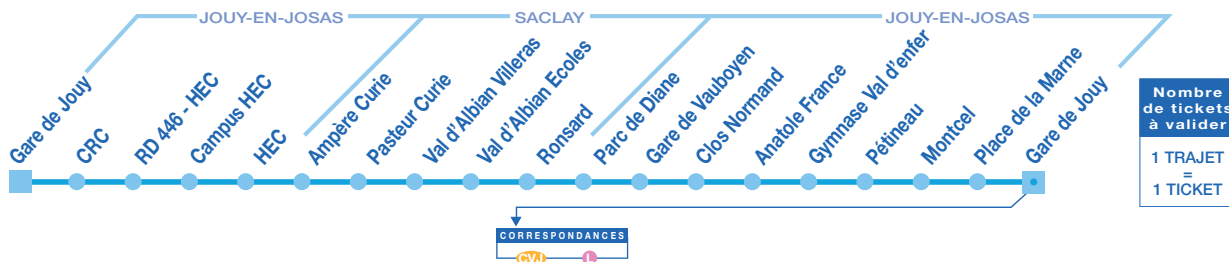 JOUY-EN-JOSAS
SACLAY
JOUY-EN-JOSAS
Gare de Jouy
CRC
RD 446 - HEC
Campus HEC
HEC
Ampère Curie
Pasteur Curie
Val d'Albian Villeras
Val d'Albian Ecoles
Ronsard
Parc de Diane
Gare de Vauboyen
Clos Normand
Anatole France
Gymnase Val d'enfer
Pétineau
Montcel
Place de la Marne
Gare de Jouy
Nombre
de tickets
à valider
1 TRAJET
=
1 TICKET
CORRESPONDANCES
CVJ
L